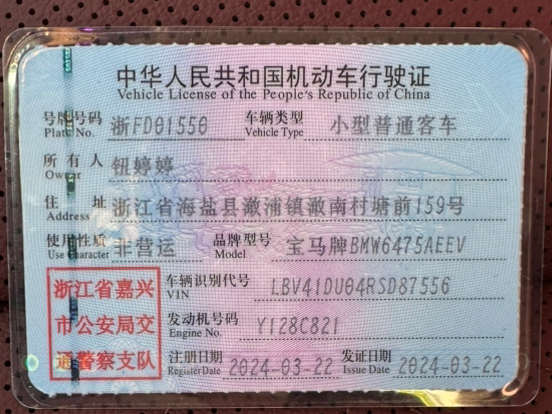 中华人民共和国机动车行驶证
Vehicle License of the People's Republic of China
号牌号码 浙FD01550 车辆类型 小型普通客车
Plate No. Vehicle Type
所有人 钮婷婷
Owner
住址 浙江省海盐县澉浦镇澉南村塘前159号
Address
使用性质 非营运 品牌型号 宝马牌BMW6475AEEV
Use Character Model
浙江省嘉兴 车辆识别代号 LBV41DU04RSD87556
VIN
市公安局交 发动机号码 Y128C821
Engine No.
通警察支队 注册日期 2024-03-22 发证日期 2024-03-22
Register Date Issue Date